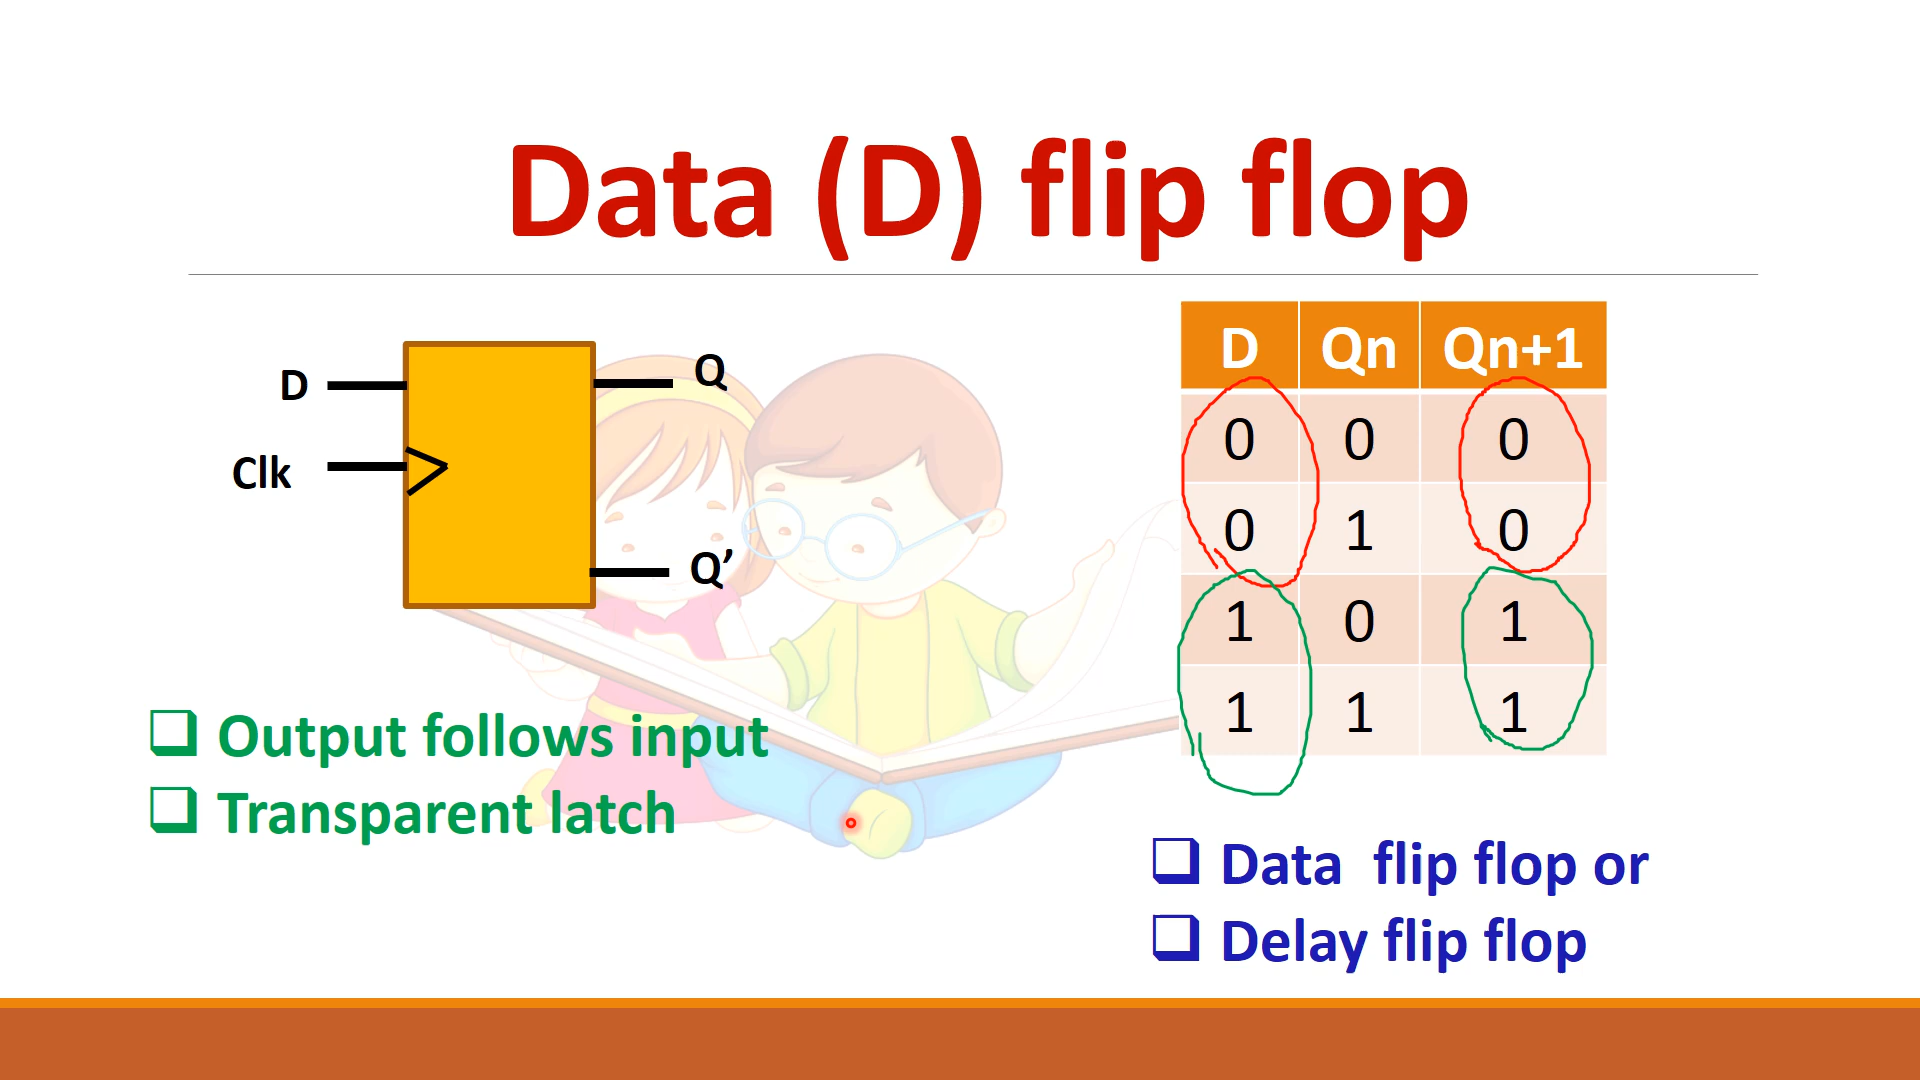 Data (D) flip flop
D
Clk
Q
Q’
Output follows input
Transparent latch
D Qn Qn+1
0 0 0
0 1 0
1 0 1
1 1 1
Data flip flop or
Delay flip flop